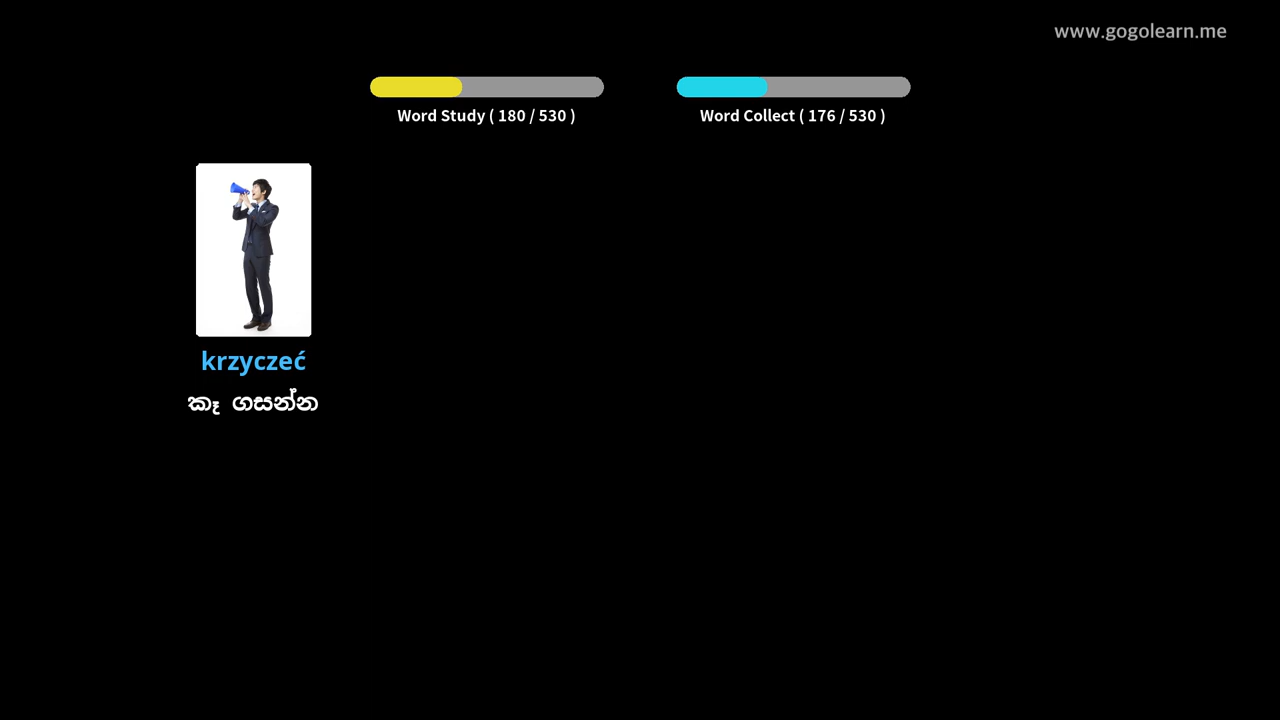 www.gogolearn.me
Word Study ( 180 / 530 )
Word Collect ( 176 / 530 )
krzyczeć
කෑ ගසන්න